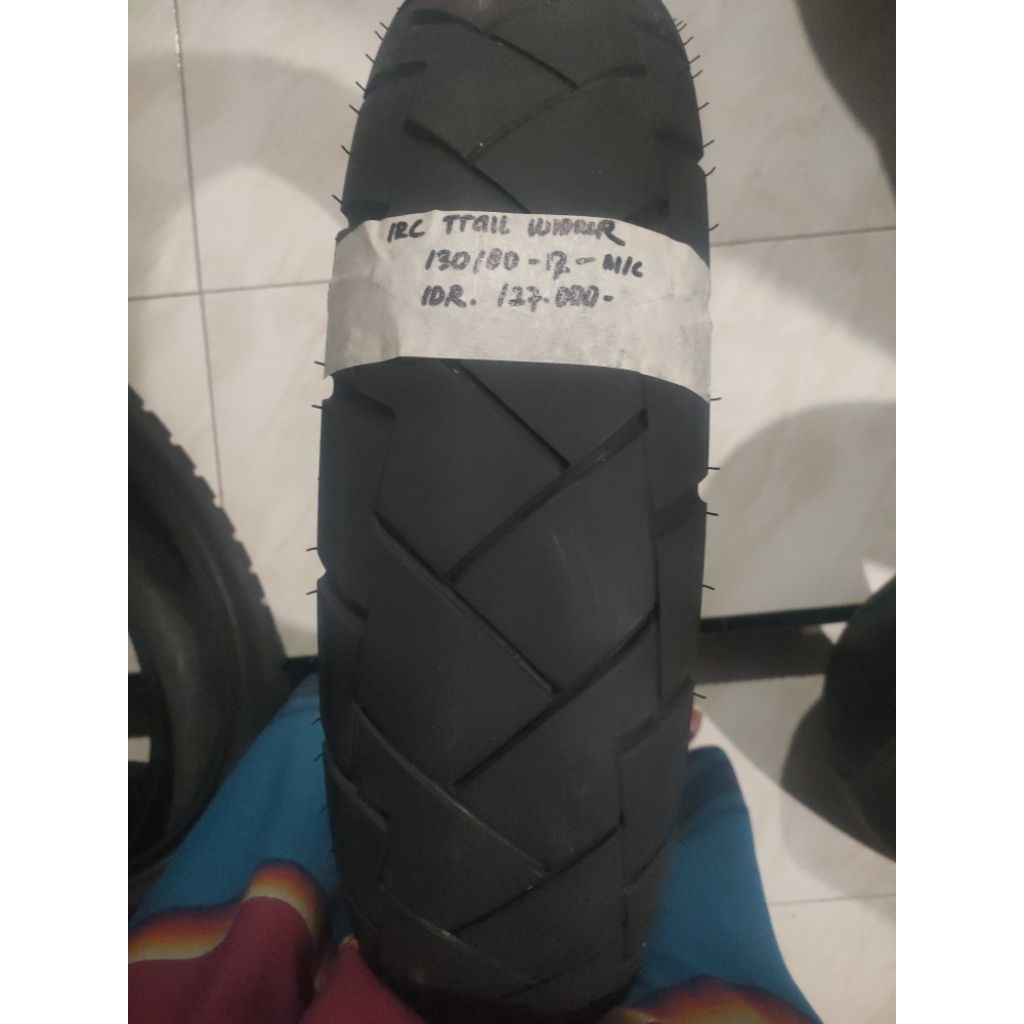 IRC TRAIL WINNER
130/80-17-M/C
IDR. 127.000-